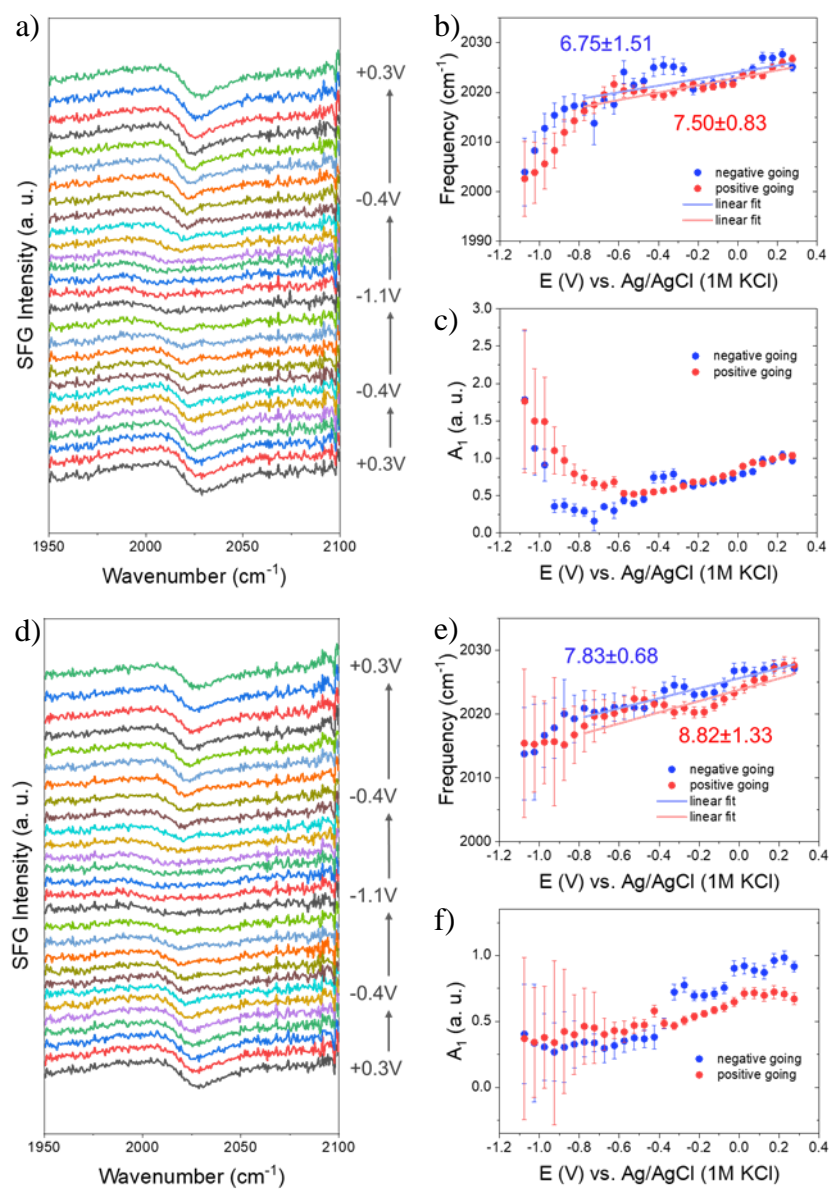 a)
SFG Intensity (a. u.)
+0.3V
-0.4V
-1.1V
-0.4V
+0.3V
1950 2000 2050 2100
Wavenumber (cm⁻¹)
b)
Frequency (cm⁻¹)
2030
2020
2010
2000
1990
6.75±1.51
7.50±0.83
negative going
positive going
linear fit
linear fit
-1.2 -1.0 -0.8 -0.6 -0.4 -0.2 0.0 0.2 0.4
E (V) vs. Ag/AgCl (1M KCl)
c)
A₁ (a. u.)
3.0
2.5
2.0
1.5
1.0
0.5
0.0
negative going
positive going
-1.2 -1.0 -0.8 -0.6 -0.4 -0.2 0.0 0.2 0.4
E (V) vs. Ag/AgCl (1M KCl)
d)
SFG Intensity (a. u.)
+0.3V
-0.4V
-1.1V
-0.4V
+0.3V
1950 2000 2050 2100
Wavenumber (cm⁻¹)
e)
Frequency (cm⁻¹)
2030
2020
2010
2000
7.83±0.68
8.82±1.33
negative going
positive going
linear fit
linear fit
-1.2 -1.0 -0.8 -0.6 -0.4 -0.2 0.0 0.2 0.4
E (V) vs. Ag/AgCl (1M KCl)
f)
A₁ (a. u.)
1.0
0.5
0.0
negative going
positive going
-1.2 -1.0 -0.8 -0.6 -0.4 -0.2 0.0 0.2 0.4
E (V) vs. Ag/AgCl (1M KCl)